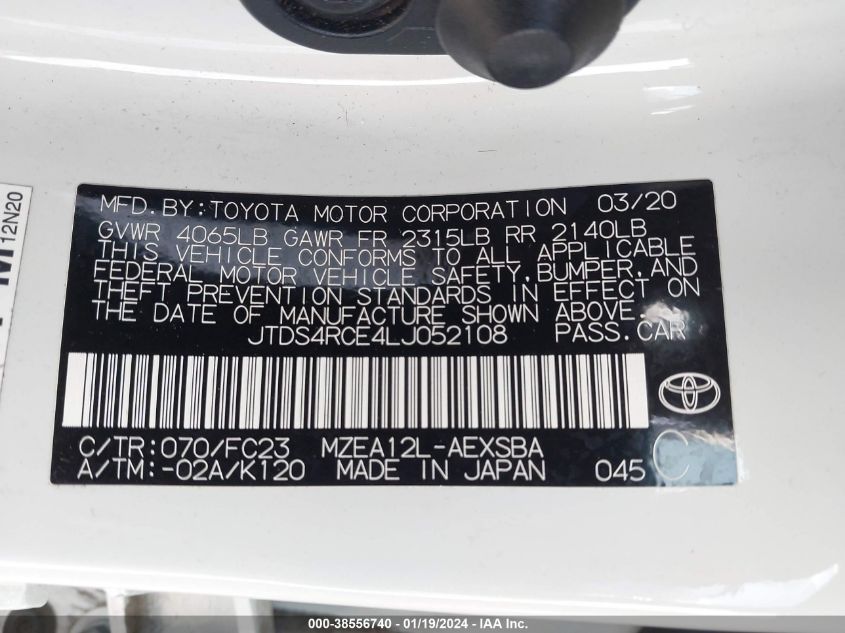 12N20
MFD.BY:TOYOTA MOTOR CORPORATION 03/20
GVWR 4065LB GAWR FR 2315LB RR 2140LB
THIS VEHICLE CONFORMS TO ALL APPLICABLE
FEDERAL MOTOR VEHICLE SAFETY,BUMPER,AND
THEFT PREVENTION STANDARDS IN EFFECT ON
THE DATE OF MANUFACTURE SHOWN ABOVE.
JTDS4RCE4LJ052108 PASS.CAR
C/TR:070/FC23 MZEA12L-AEXSBA C
A/TM:-02A/K120 MADE IN JAPAN 045
000-38556740 - 01/19/2024 - IAA Inc.